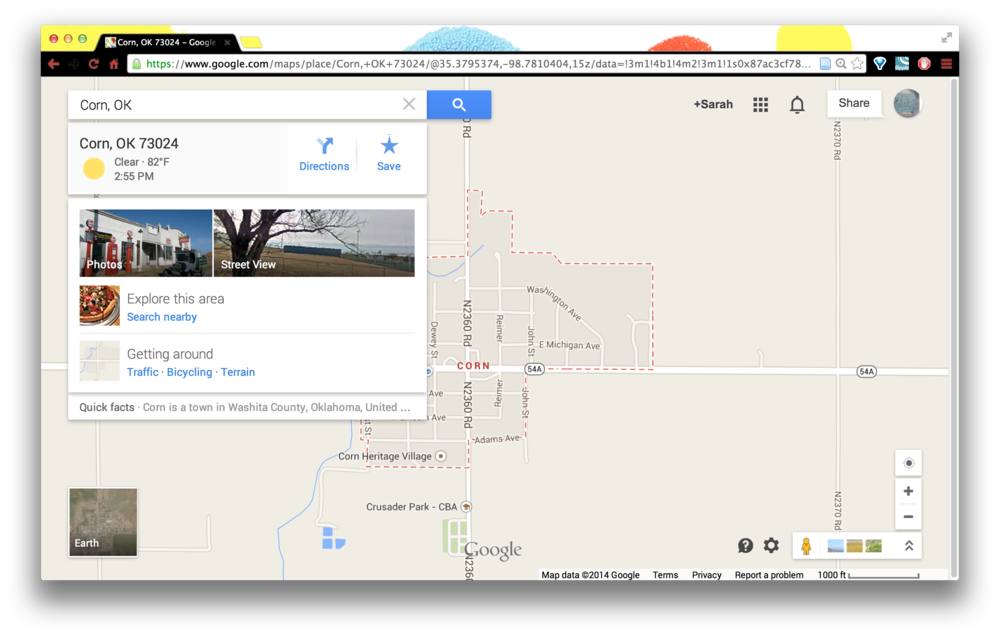 Corn, OK 73024 - Google
https://www.google.com/maps/place/Corn,+OK+73024/@35.3795374,-98.7810404,15z/data=!3m1!4b1!4m2!3m1!1s0x87ac3cf78...
Corn, OK
+Sarah
Share
Corn, OK 73024
Clear · 82°F
2:55 PM
Directions
Save
Photos
Street View
Explore this area
Search nearby
Getting around
Traffic · Bicycling · Terrain
Quick facts · Corn is a town in Washita County, Oklahoma, United ...
Rd
N2370 Rd
Washington Ave
N2360 Rd
Dewey St
Reimer
John St
E Michigan Ave
CORN
54A
54A
N2360 Rd
Reimer
John St
Ave
Ave
St
Adams Ave
Corn Heritage Village
Crusader Park - CBA
N2370 Rd
N2360
Earth
Google
Map data ©2014 Google
Terms
Privacy
Report a problem
1000 ft